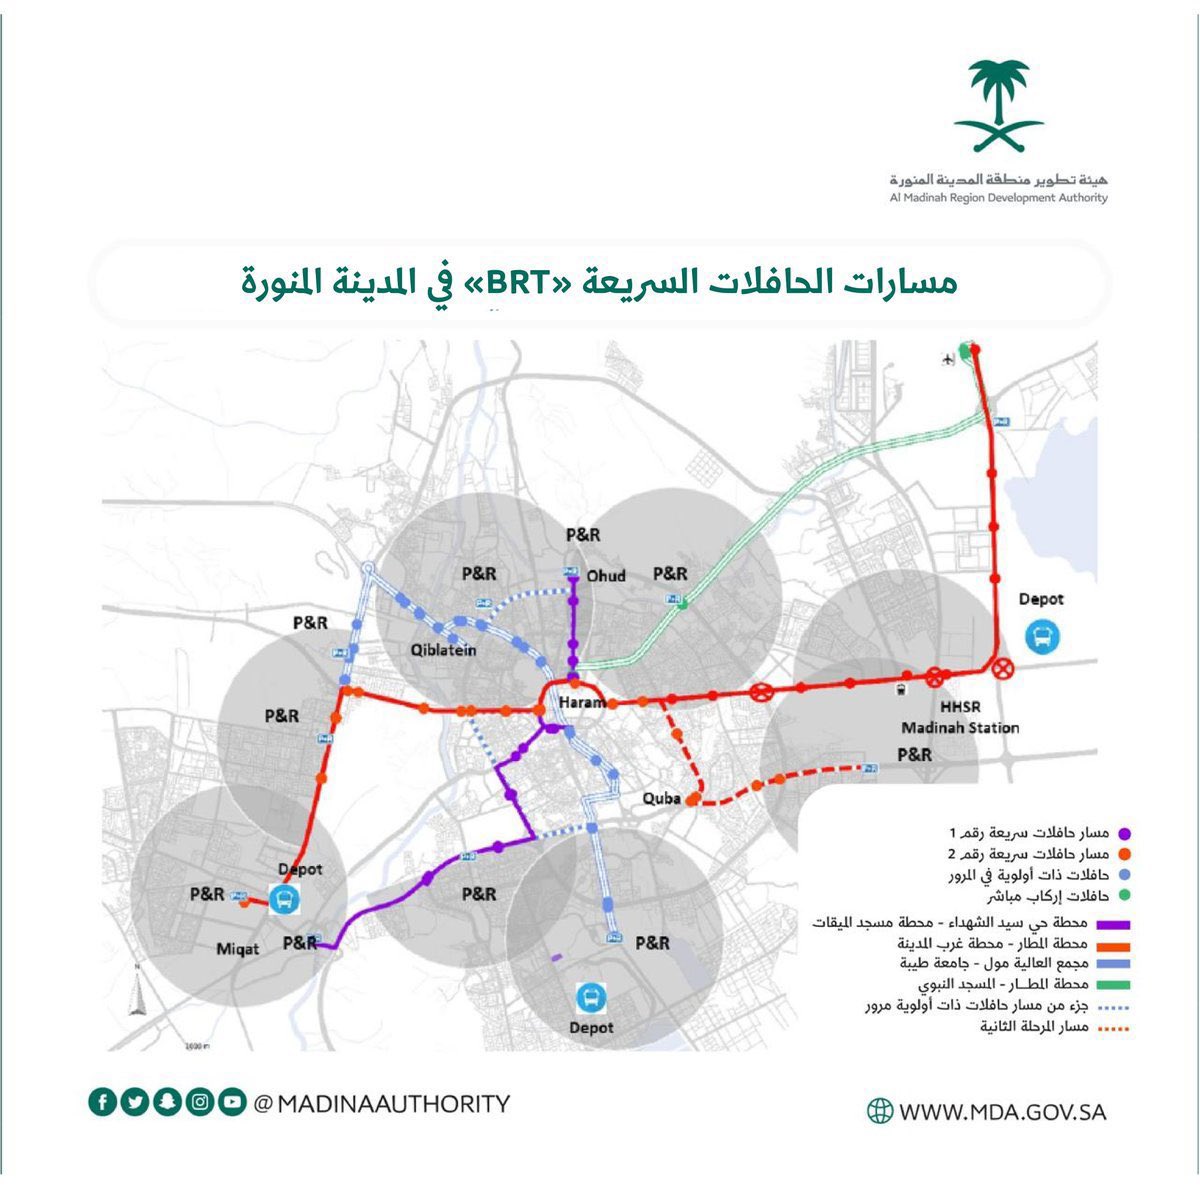 هيئة تطوير منطقة المدينة المنورة
Al Madinah Region Development Authority
مسارات الحافلات السريعة «BRT» في المدينة المنورة
P&R
P&R
Ohud
P&R
Depot
P&R
Qiblatein
Haram
P&R
HHSR
Madinah Station
P&R
Quba
Depot
P&R
P&R
Miqat
P&R
P&R
Depot
مسار حافلات سريعة رقم 1
مسار حافلات سريعة رقم 2
حافلات ذات أولوية في المرور
حافلات إركاب مباشر
محطة حي سيد الشهداء - محطة مسجد الميقات
محطة المطار - محطة غرب المدينة
مجمع العالية مول - جامعة طيبة
محطة المطــار - المسجد النبوي
جزء من مسار حافلات ذات أولوية مرور
مسار المرحلة الثانية
N
@MADINAAUTHORITY
WWW.MDA.GOV.SA